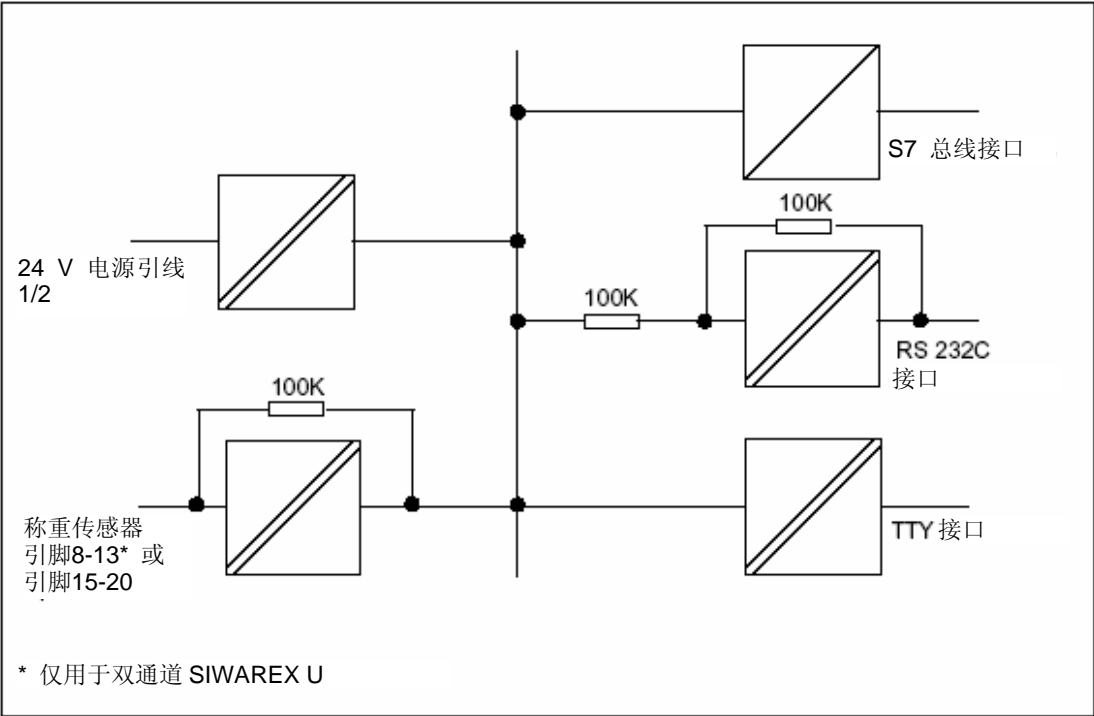 S7 总线接口
100K
24 V 电源引线
1/2
100K
RS 232C
接口
100K
称重传感器
引脚8-13* 或
引脚15-20
TTY 接口
* 仅用于双通道 SIWAREX U